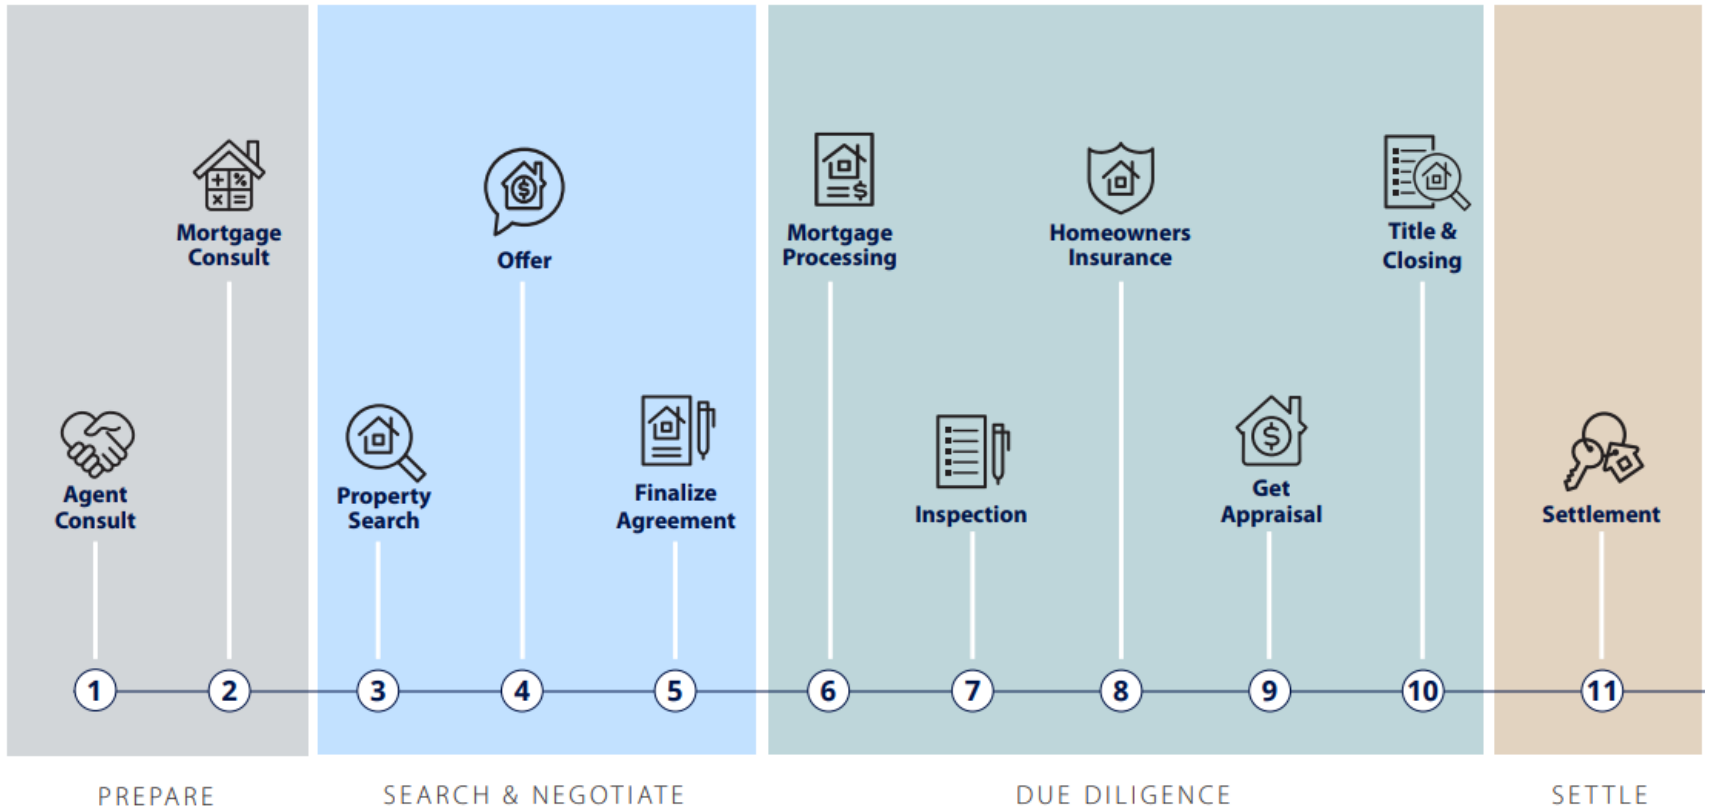 Agent
Consult
1
Mortgage
Consult
2
PREPARE
Property
Search
3
Offer
4
Finalize
Agreement
5
SEARCH & NEGOTIATE
Mortgage
Processing
6
Inspection
7
Homeowners
Insurance
8
Get
Appraisal
9
Title &
Closing
10
DUE DILIGENCE
Settlement
11
SETTLE